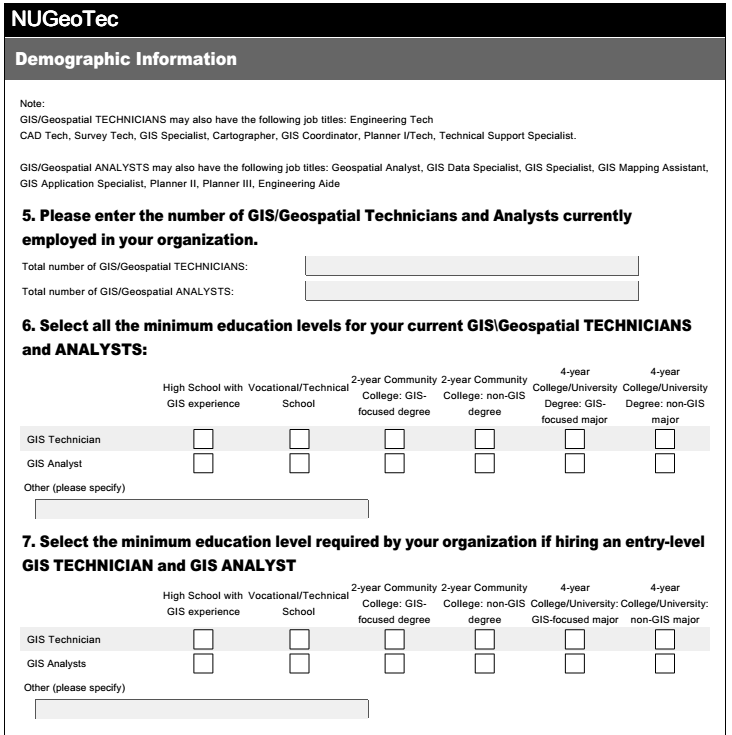 NUGeoTec
Demographic Information
Note:
GIS/Geospatial TECHNICIANS may also have the following job titles: Engineering Tech
CAD Tech, Survey Tech, GIS Specialist, Cartographer, GIS Coordinator, Planner I/Tech, Technical Support Specialist.
GIS/Geospatial ANALYSTS may also have the following job titles: Geospatial Analyst, GIS Data Specialist, GIS Specialist, GIS Mapping Assistant,
GIS Application Specialist, Planner II, Planner III, Engineering Aide
5. Please enter the number of GIS/Geospatial Technicians and Analysts currently
employed in your organization.
Total number of GIS/Geospatial TECHNICIANS:
Total number of GIS/Geospatial ANALYSTS:
6. Select all the minimum education levels for your current GIS\Geospatial TECHNICIANS
and ANALYSTS:
4-year 4-year
2-year Community 2-year Community College/University College/University
High School with Vocational/Technical College: GIS- College: non-GIS Degree: GIS- Degree: non-GIS
GIS experience School focused degree degree focused major major
GIS Technician
GIS Analyst
Other (please specify)
7. Select the minimum education level required by your organization if hiring an entry-level
GIS TECHNICIAN and GIS ANALYST
2-year Community 2-year Community 4-year 4-year
High School with Vocational/Technical College: GIS- College: non-GIS College/University: College/University:
GIS experience School focused degree degree GIS-focused major non-GIS major
GIS Technician
GIS Analysts
Other (please specify)